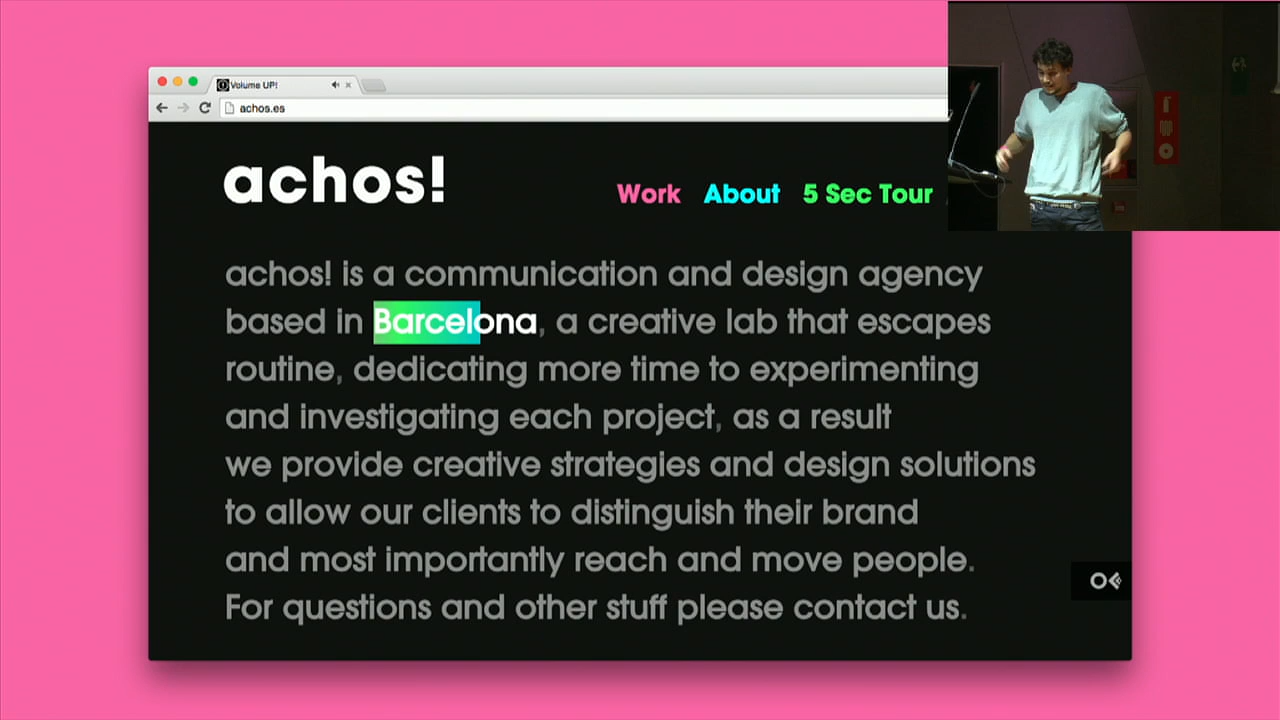 Volume UP!
achos.es
achos!
Work About 5 Sec Tour
achos! is a communication and design agency
based in Barcelona, a creative lab that escapes
routine, dedicating more time to experimenting
and investigating each project, as a result
we provide creative strategies and design solutions
to allow our clients to distinguish their brand
and most importantly reach and move people.
For questions and other stuff please contact us.